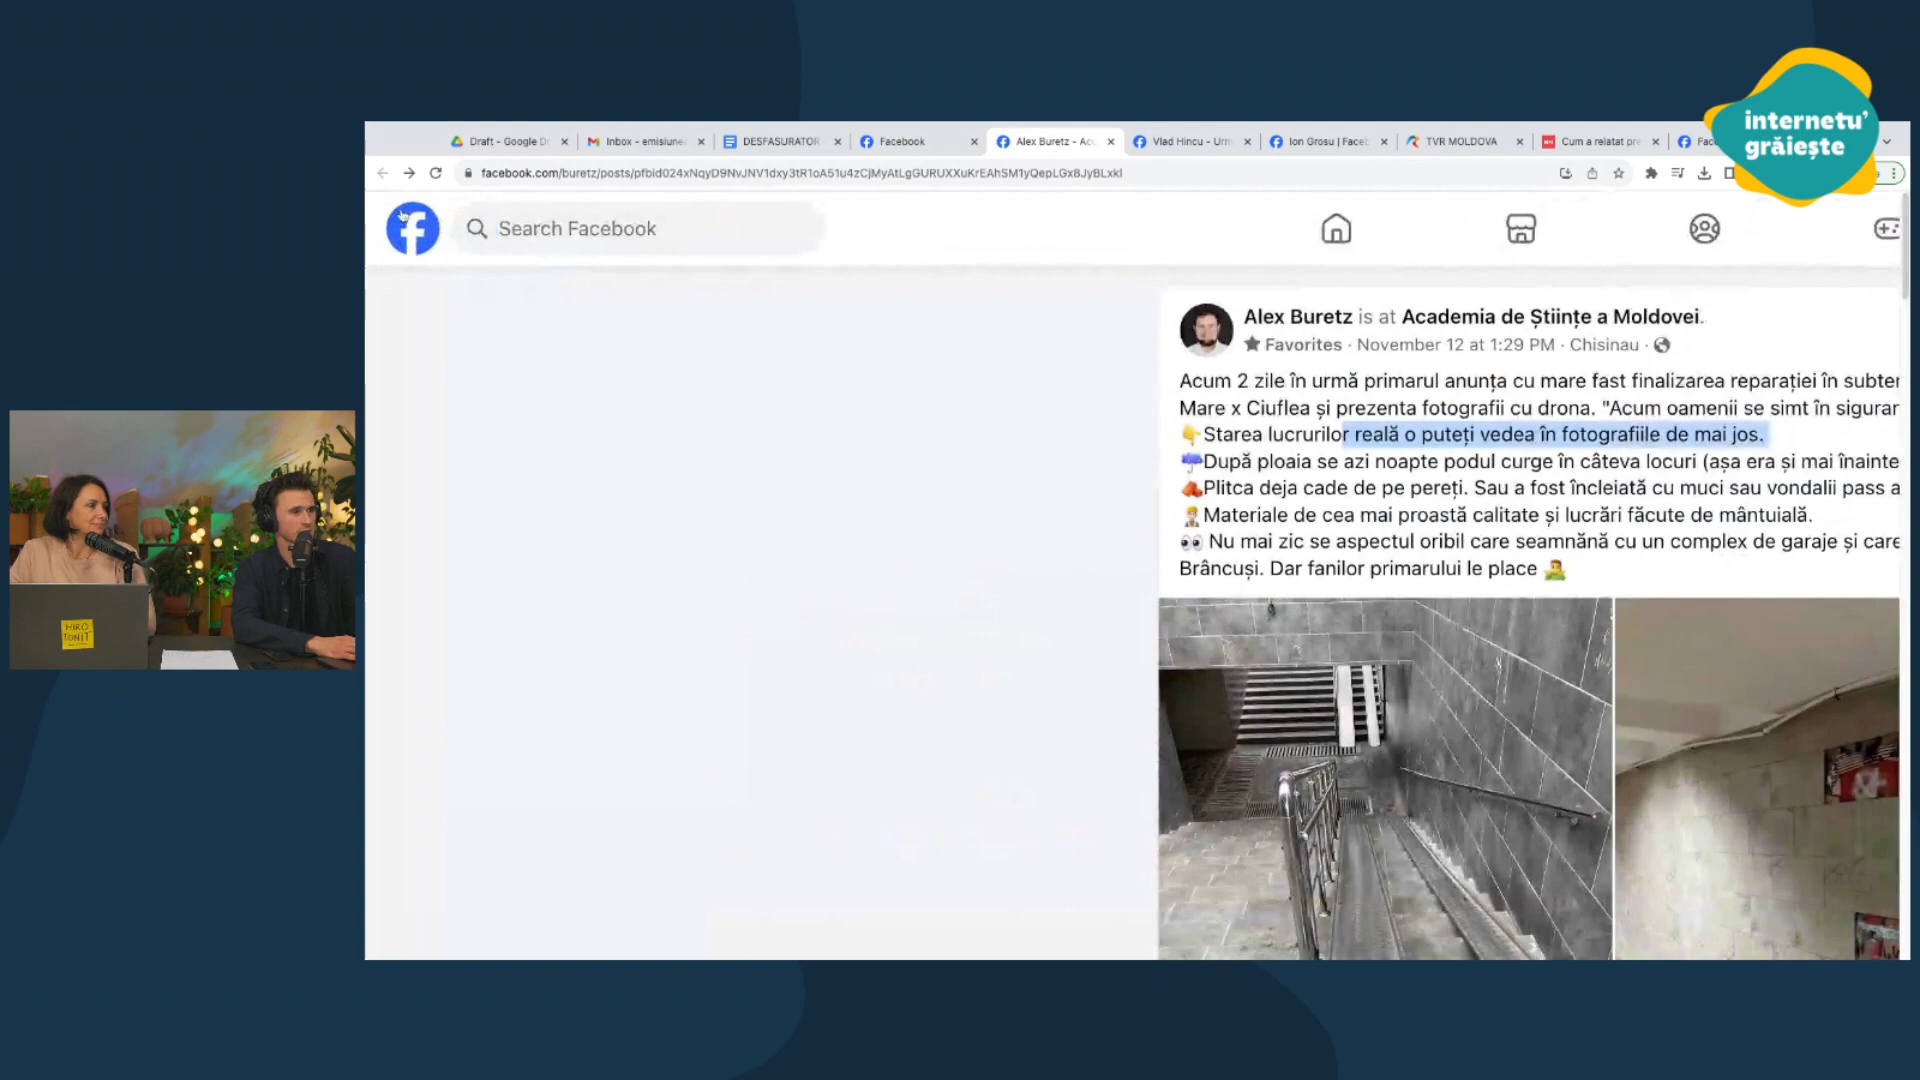 internetu'
grăiește
Draft - Google Dr
Inbox - emisiune
DESFASURATOR
Facebook
Alex Buretz - Acu
Vlad Hincu - Urm
Ion Grosu | Faceb
TVR MOLDOVA
Cum a relatat pre
Fac
facebook.com/buretz/posts/pfbid024xNqyD9NvJNV1dxy3tR1oA51u4zCjMyAtLgGURUXXuKrEAhSM1yQepLGx8JyBLxkl
Search Facebook
Alex Buretz is at Academia de Științe a Moldovei.
Favorites · November 12 at 1:29 PM · Chisinau ·
Acum 2 zile în urmă primarul anunța cu mare fast finalizarea reparației în subter
Mare x Ciuflea și prezenta fotografii cu drona. "Acum oamenii se simt în siguran
👇Starea lucrurilor reală o puteți vedea în fotografiile de mai jos.
☔După ploaia se azi noapte podul curge în câteva locuri (așa era și mai înainte
Plitca deja cade de pe pereți. Sau a fost încleiată cu muci sau vondalii pass a
Materiale de cea mai proastă calitate și lucrări făcute de mântuială.
👀 Nu mai zic se aspectul oribil care seamnănă cu un complex de garaje și care
Brâncuși. Dar fanilor primarului le place
HIRO
TONIT